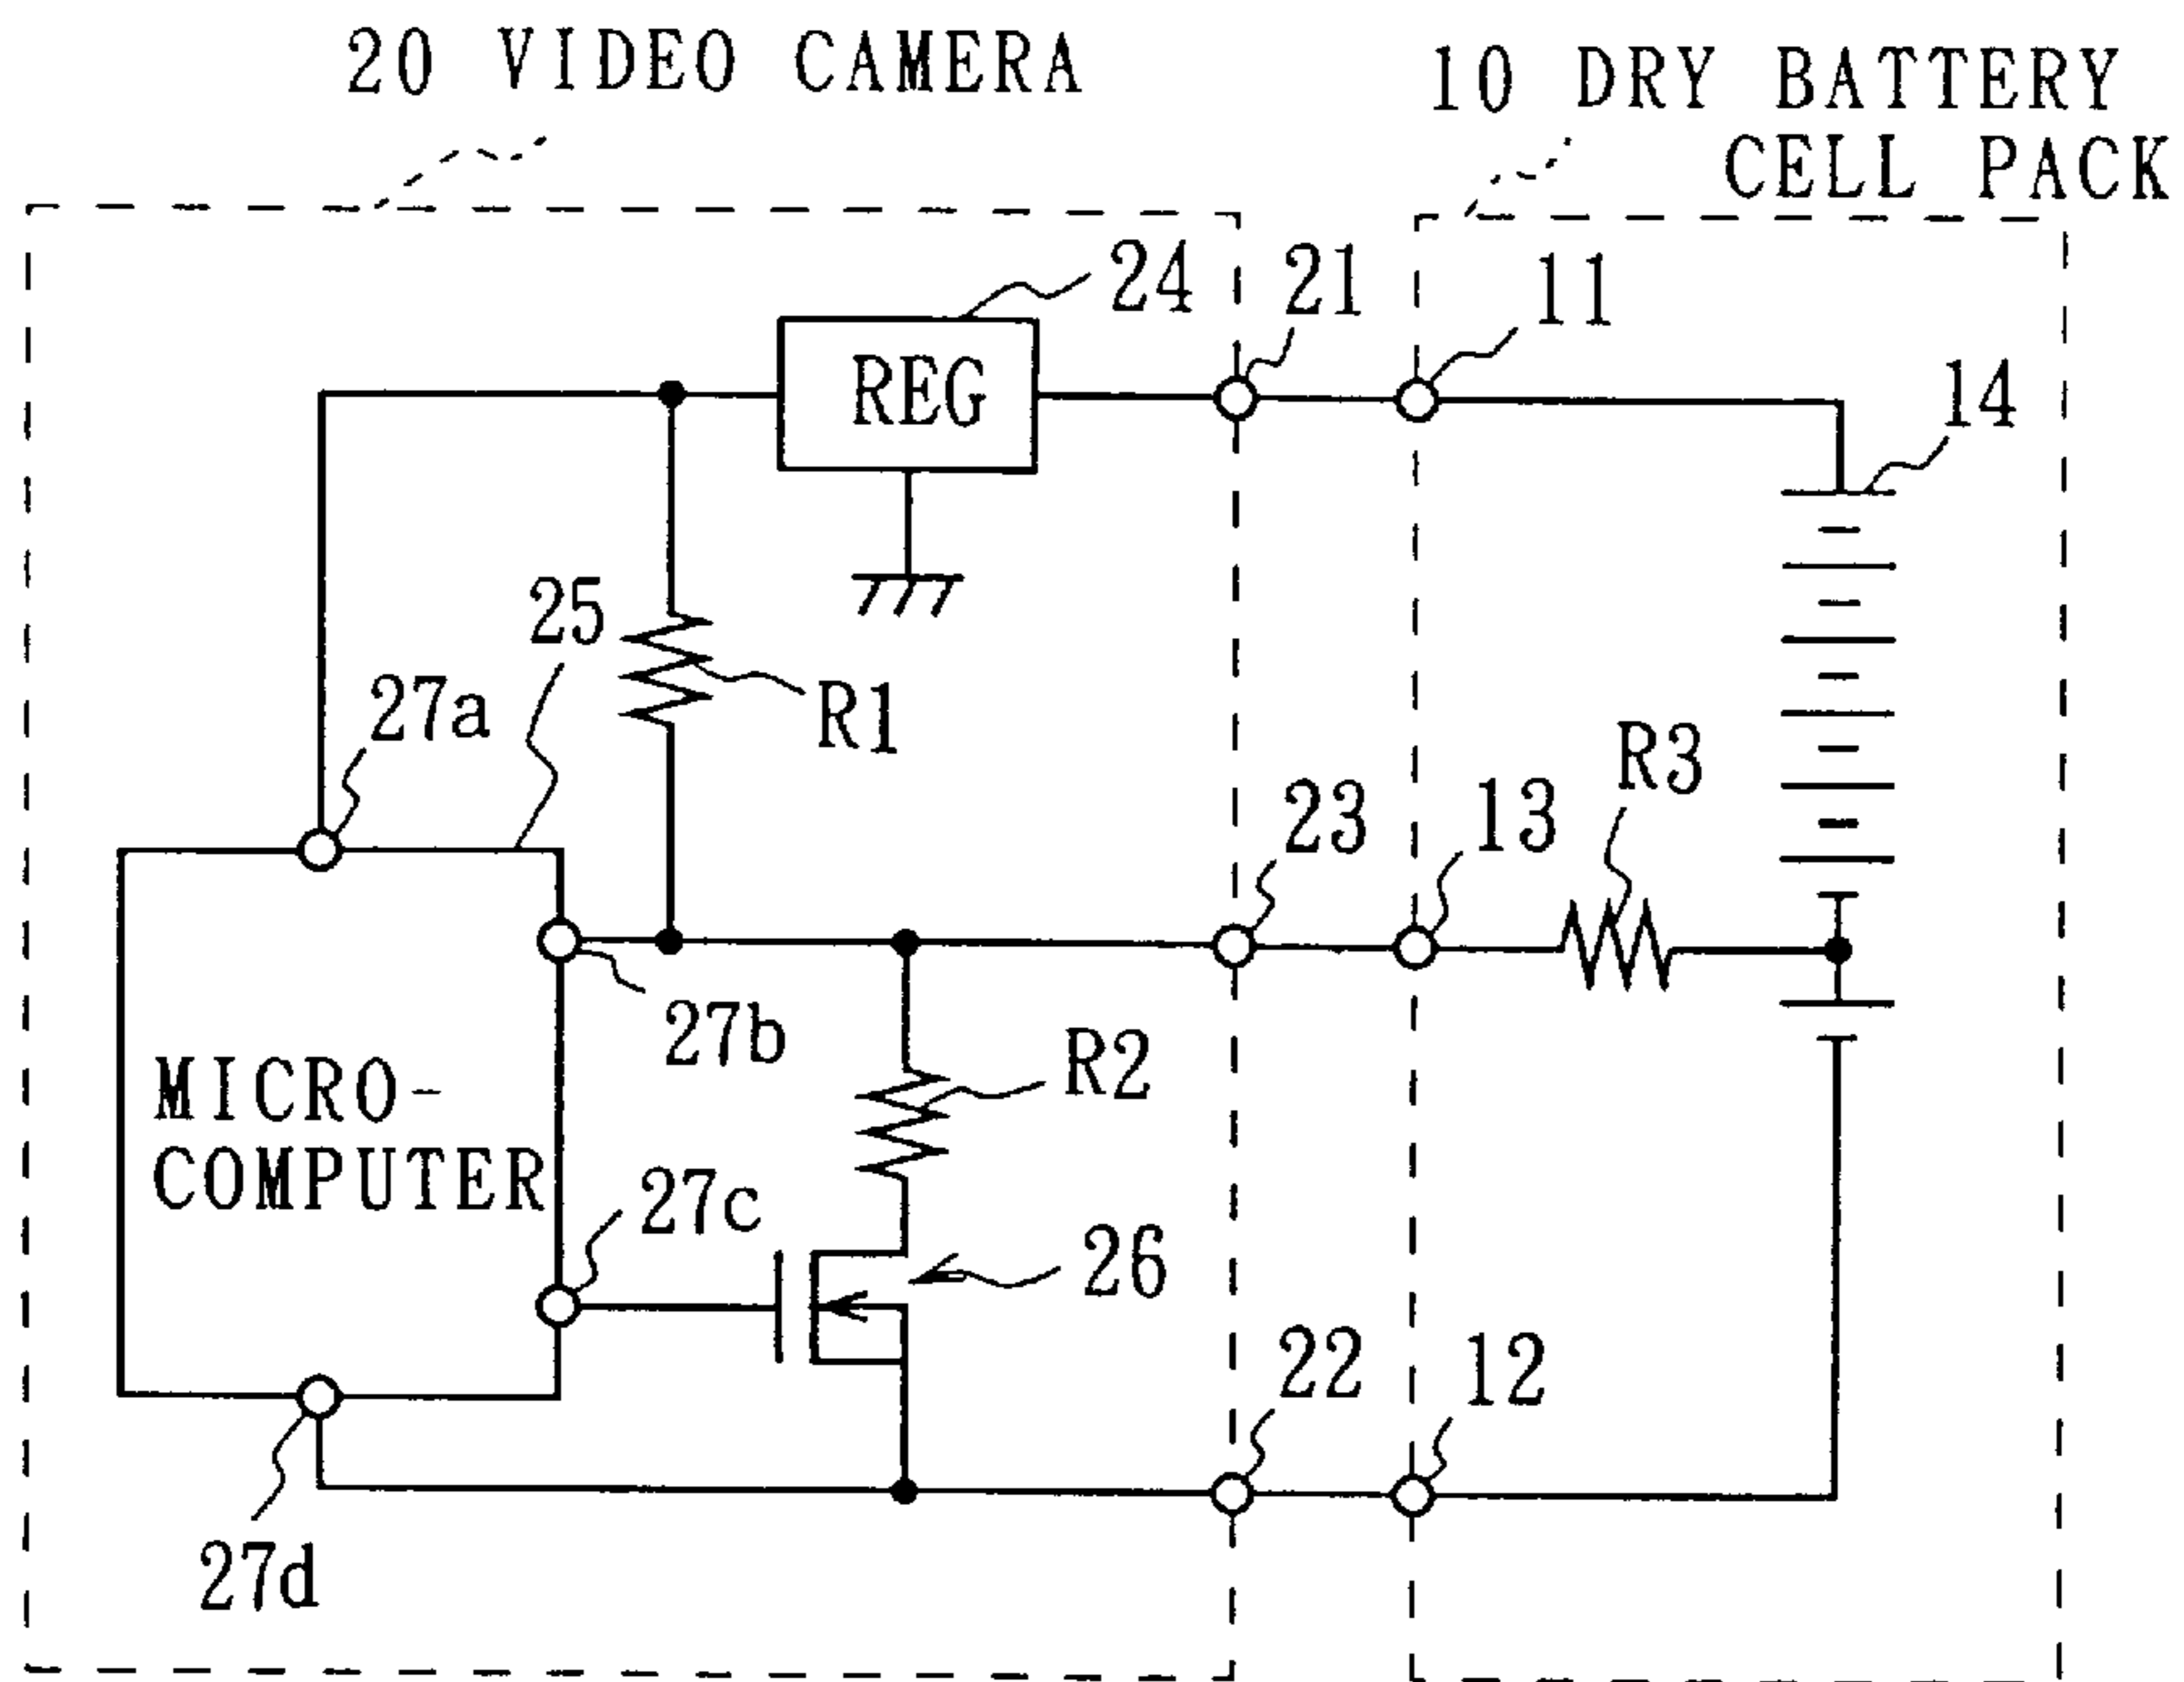 20 VIDEO CAMERA
10 DRY BATTERY
CELL PACK
24
21
11
REG
14
25
27a
R1
R3
23
13
27b
R2
MICRO-
COMPUTER
27c
26
22
12
27d